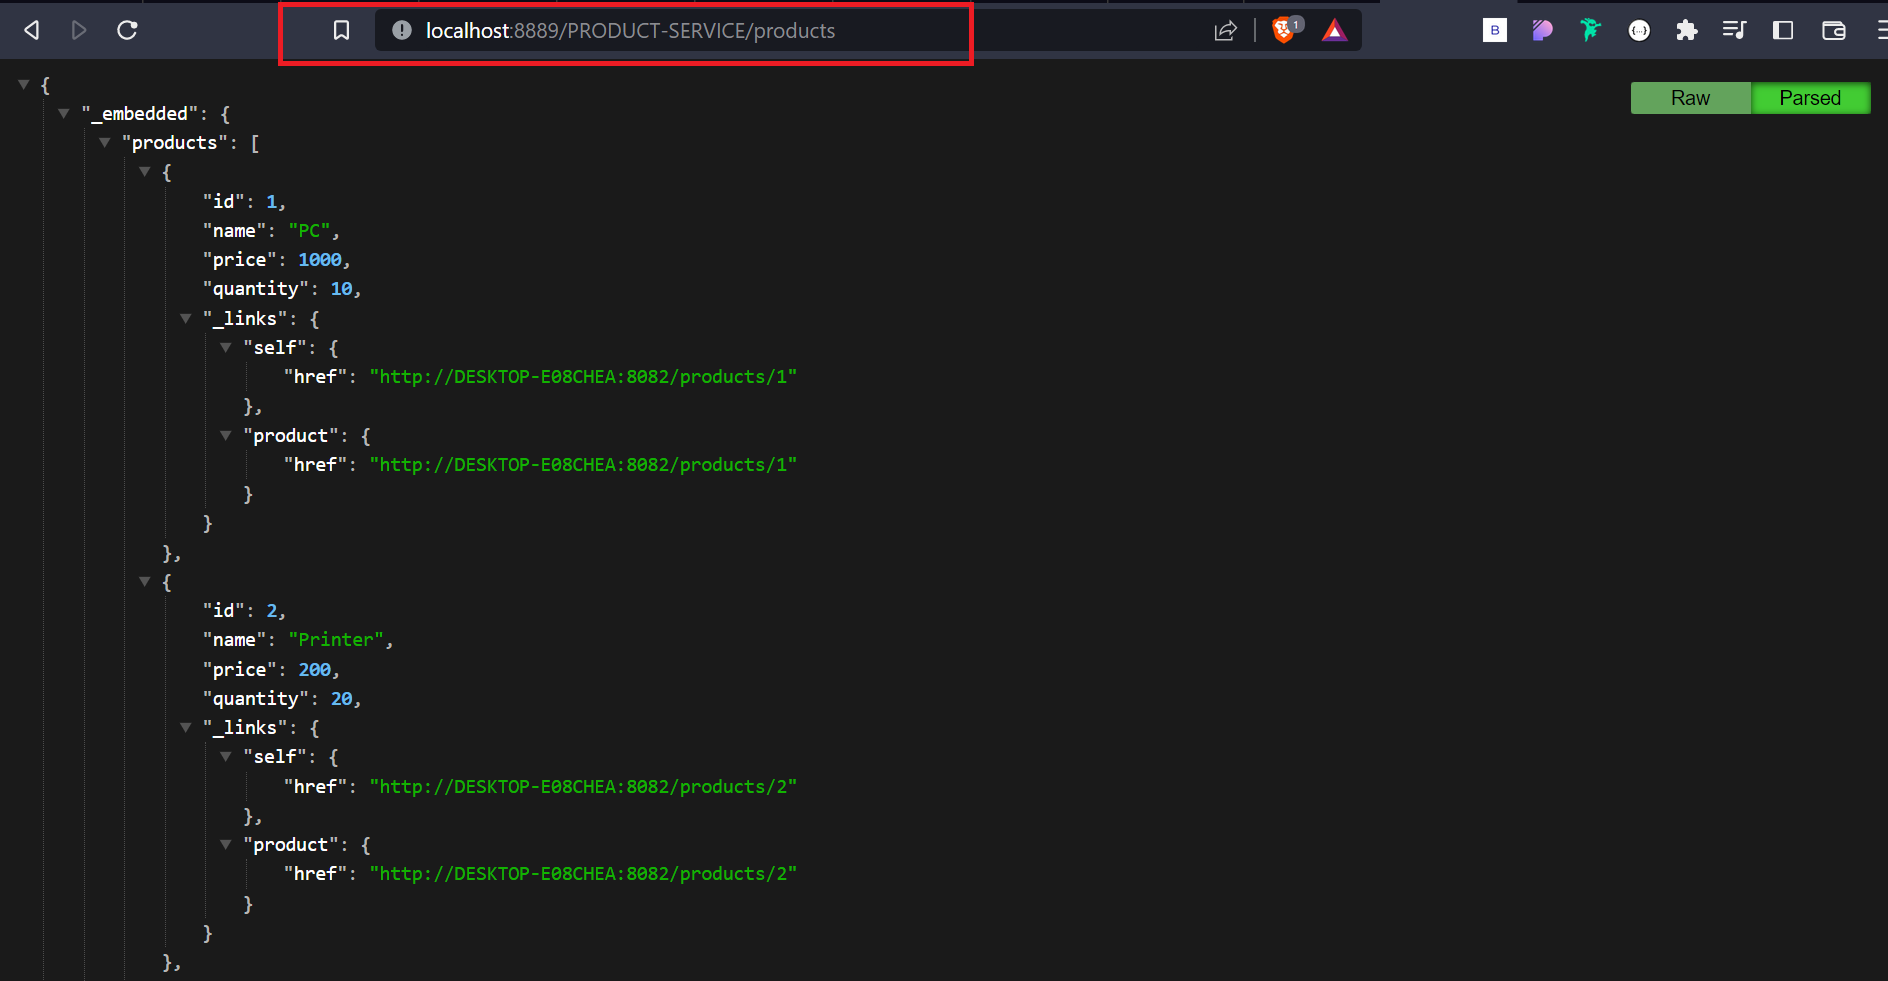 localhost:8889/PRODUCT-SERVICE/products
1
B
{...}
Raw
Parsed
{
"_embedded": {
"products": [
{
"id": 1,
"name": "PC",
"price": 1000,
"quantity": 10,
"_links": {
"self": {
"href": "http://DESKTOP-E08CHEA:8082/products/1"
},
"product": {
"href": "http://DESKTOP-E08CHEA:8082/products/1"
}
}
},
{
"id": 2,
"name": "Printer",
"price": 200,
"quantity": 20,
"_links": {
"self": {
"href": "http://DESKTOP-E08CHEA:8082/products/2"
},
"product": {
"href": "http://DESKTOP-E08CHEA:8082/products/2"
}
}
},